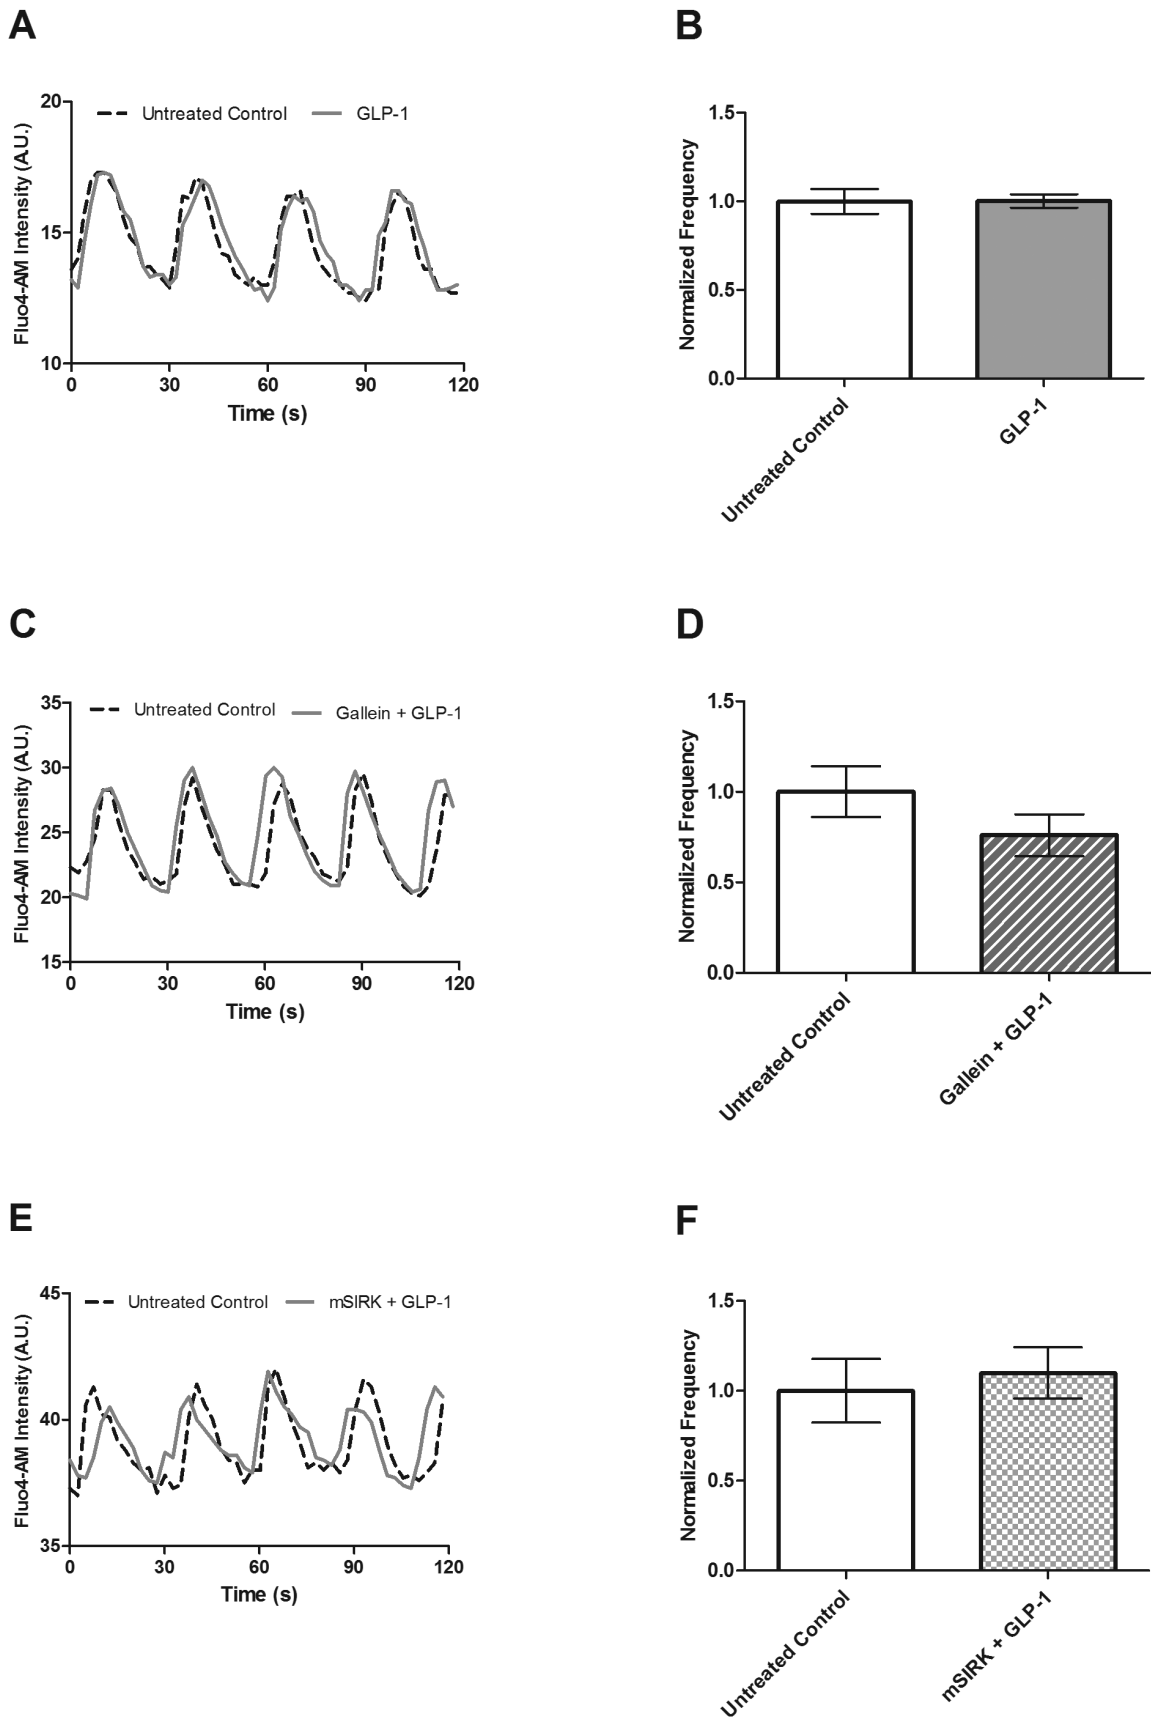 A
Fluo4-AM Intensity (A.U.)
20
15
10
Untreated Control
GLP-1
0
30
60
90
120
Time (s)
B
Normalized Frequency
1.5
1.0
0.5
0.0
Untreated Control
GLP-1
C
Fluo4-AM Intensity (A.U.)
35
30
25
20
15
Untreated Control
Gallein + GLP-1
0
30
60
90
120
Time (s)
D
Normalized Frequency
1.5
1.0
0.5
0.0
Untreated Control
Gallein + GLP-1
E
Fluo4-AM Intensity (A.U.)
45
40
35
Untreated Control
mSIRK + GLP-1
0
30
60
90
120
Time (s)
F
Normalized Frequency
1.5
1.0
0.5
0.0
Untreated Control
mSIRK + GLP-1